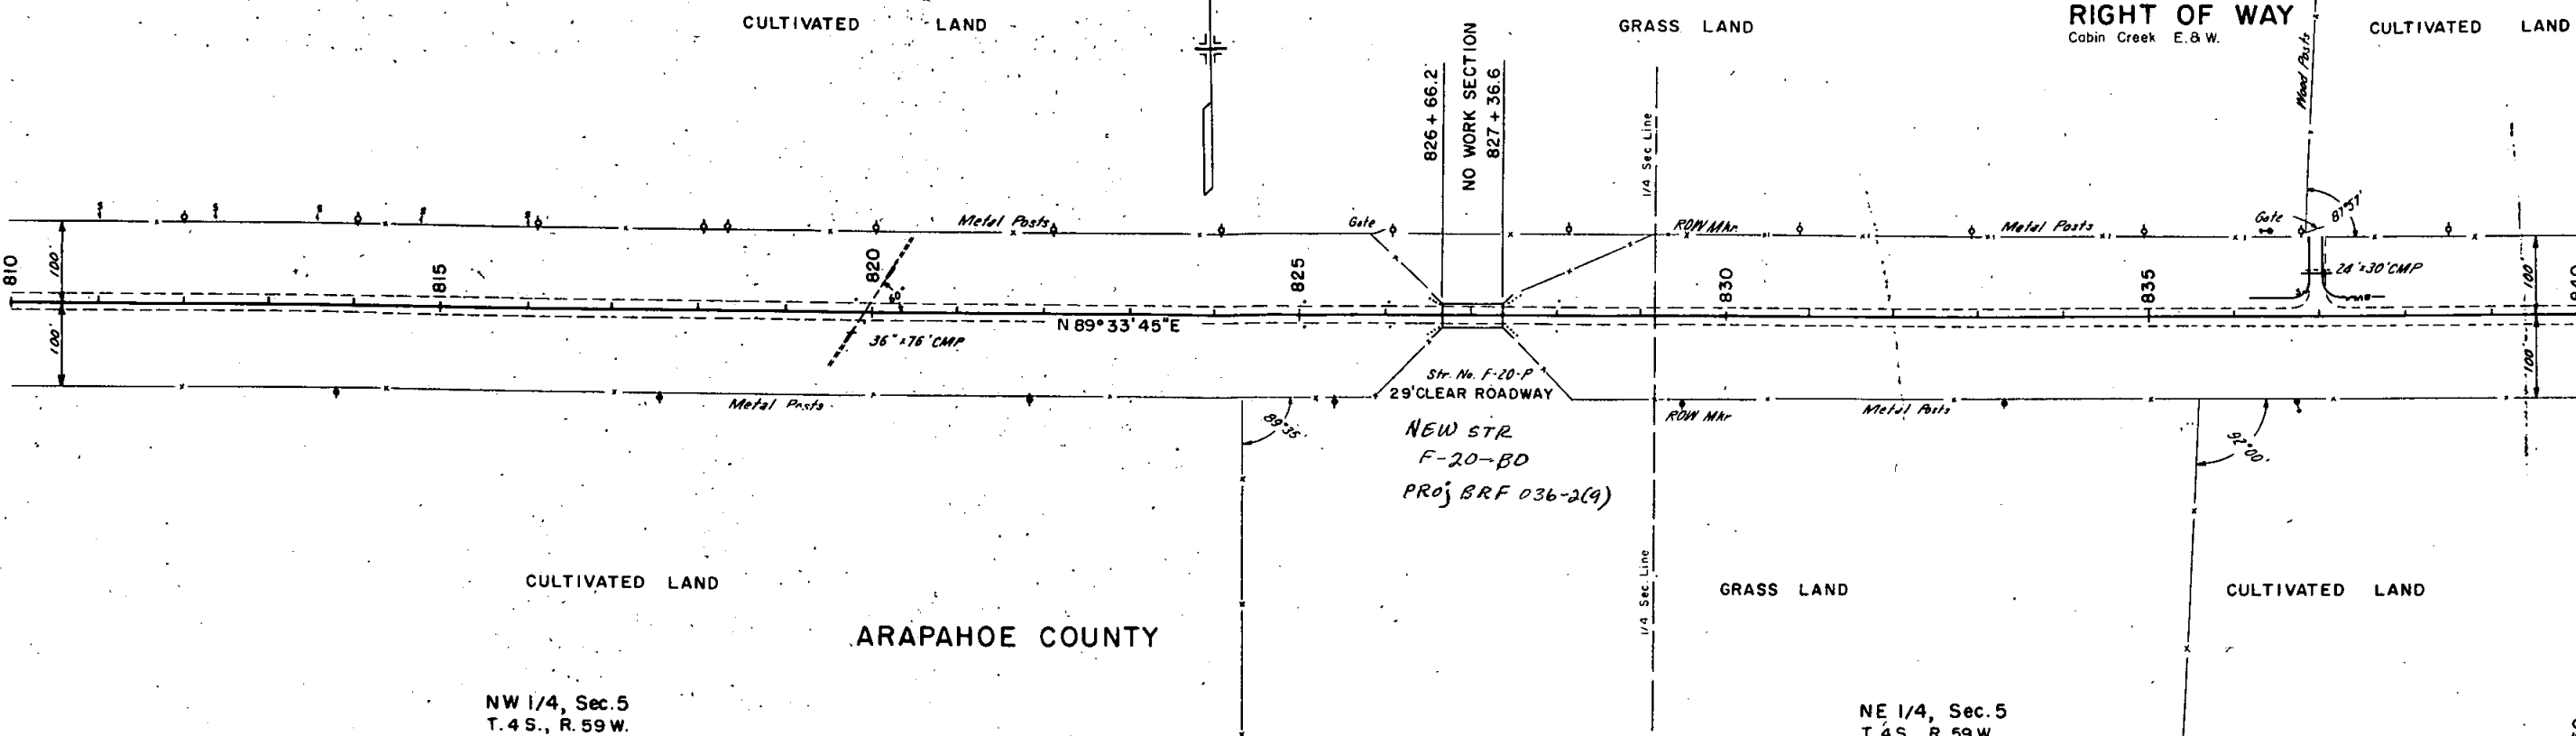 CULTIVATED LAND
GRASS LAND
RIGHT OF WAY
Cabin Creek E. & W.
CULTIVATED LAND
Wood Posts
826+66.2
NO WORK SECTION
827+36.6
1/4 Sec Line
Metal Posts
Gate
ROW Mkr.
Metal Posts
Gate
87°57'
810
100'
815
820
60°
825
830
835
24"x30'CMP
100'
840
100'
36"x76'CMP
N 89°33'45"E
100'
Metal Posts
89°35'
Str. No. F-20-P
29'CLEAR ROADWAY
ROW Mkr
Metal Posts
92°00'
NEW STR
F-20-BD
PROj BRF 036-2(9)
CULTIVATED LAND
1/4 Sec. Line
GRASS LAND
CULTIVATED LAND
ARAPAHOE COUNTY
NW 1/4, Sec. 5
T. 4 S., R. 59 W.
NE 1/4, Sec. 5
T. 4 S., R. 59 W.